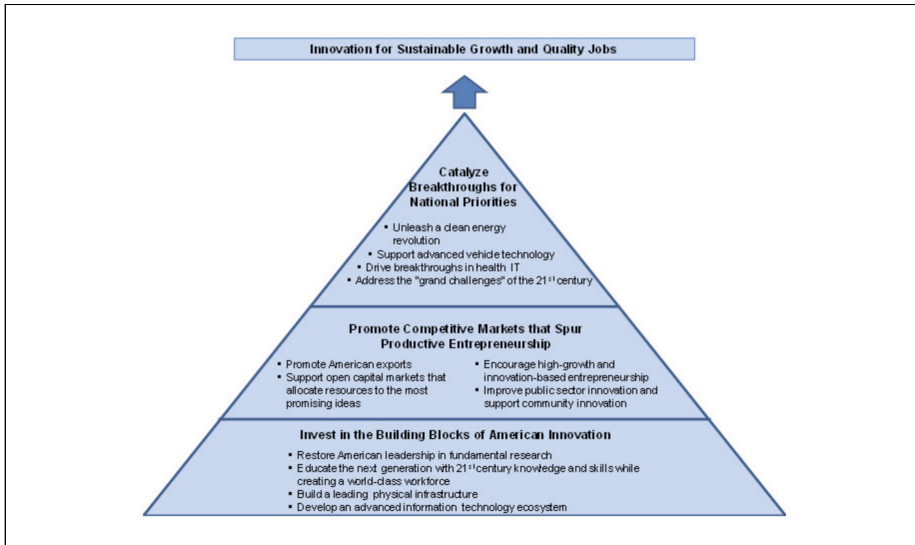 Innovation for Sustainable Growth and Quality Jobs
Catalyze
Breakthroughs for
National Priorities
▪ Unleash a clean energy
revolution
▪ Support advanced vehicle technology
▪ Drive breakthroughs in health IT
▪ Address the "grand challenges" of the 21st century
Promote Competitive Markets that Spur
Productive Entrepreneurship
▪ Promote American exports
▪ Support open capital markets that
allocate resources to the most
promising ideas
▪ Encourage high-growth and
innovation-based entrepreneurship
▪ Improve public sector innovation and
support community innovation
Invest in the Building Blocks of American Innovation
▪ Restore American leadership in fundamental research
▪ Educate the next generation with 21st century knowledge and skills while
creating a world-class workforce
▪ Build a leading physical infrastructure
▪ Develop an advanced information technology ecosystem